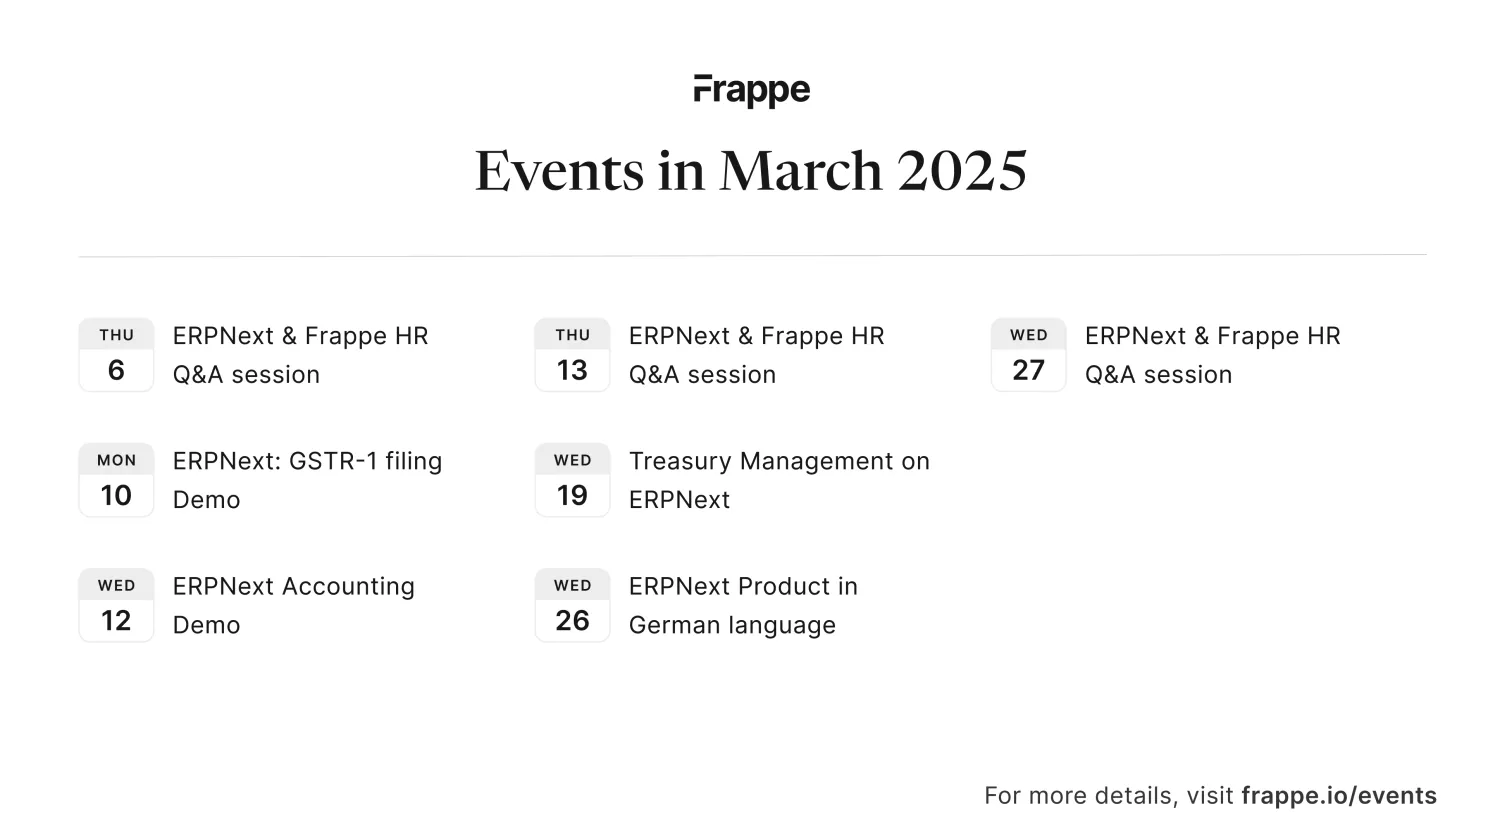 Frappe
Events in March 2025
THU
6
ERPNext & Frappe HR
Q&A session
MON
10
ERPNext: GSTR-1 filing
Demo
WED
12
ERPNext Accounting
Demo
THU
13
ERPNext & Frappe HR
Q&A session
WED
19
Treasury Management on
ERPNext
WED
26
ERPNext Product in
German language
WED
27
ERPNext & Frappe HR
Q&A session
For more details, visit frappe.io/events